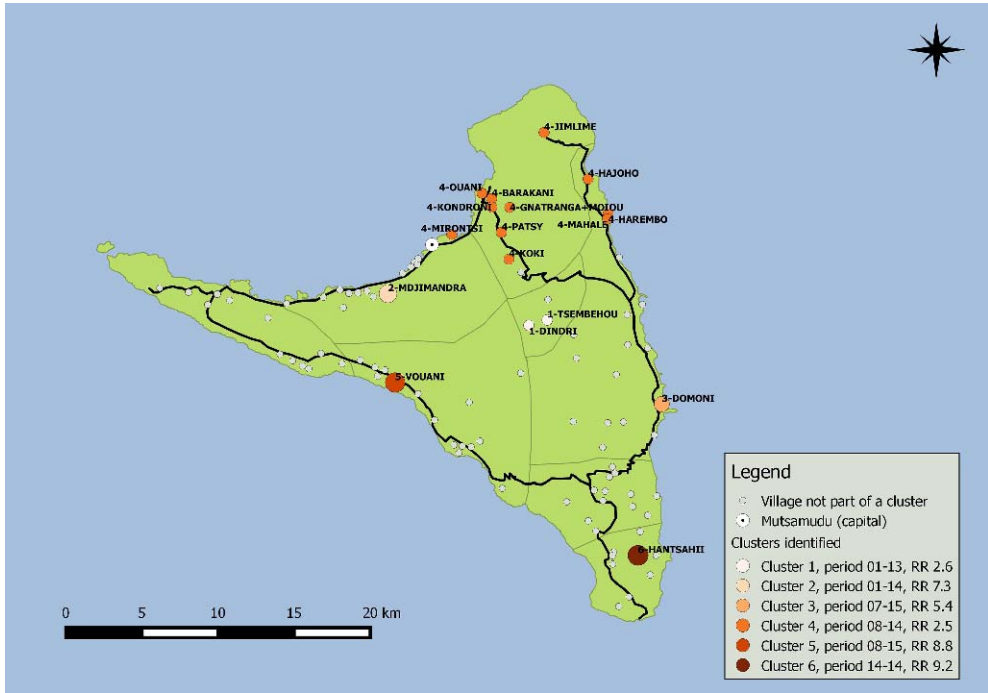 4-JIMLIME
4-HAJOHO
4-OUANI
4-BARAKANI
4-KONDRONI
4-GNATRANGA+MOIOU
4-MAHALE
4-HAREMBO
4-MIRONTSI
4-PATSY
4-KOKI
2-MDJIMANDRA
1-TSEMBEHOU
1-DINDRI
5-VOUANI
3-DOMONI
6-HANTSAHII
Legend
Village not part of a cluster
Mutsamudu (capital)
Clusters identified
Cluster 1, period 01-13, RR 2.6
Cluster 2, period 01-14, RR 7.3
Cluster 3, period 07-15, RR 5.4
Cluster 4, period 08-14, RR 2.5
Cluster 5, period 08-15, RR 8.8
Cluster 6, period 14-14, RR 9.2
0 5 10 15 20 km